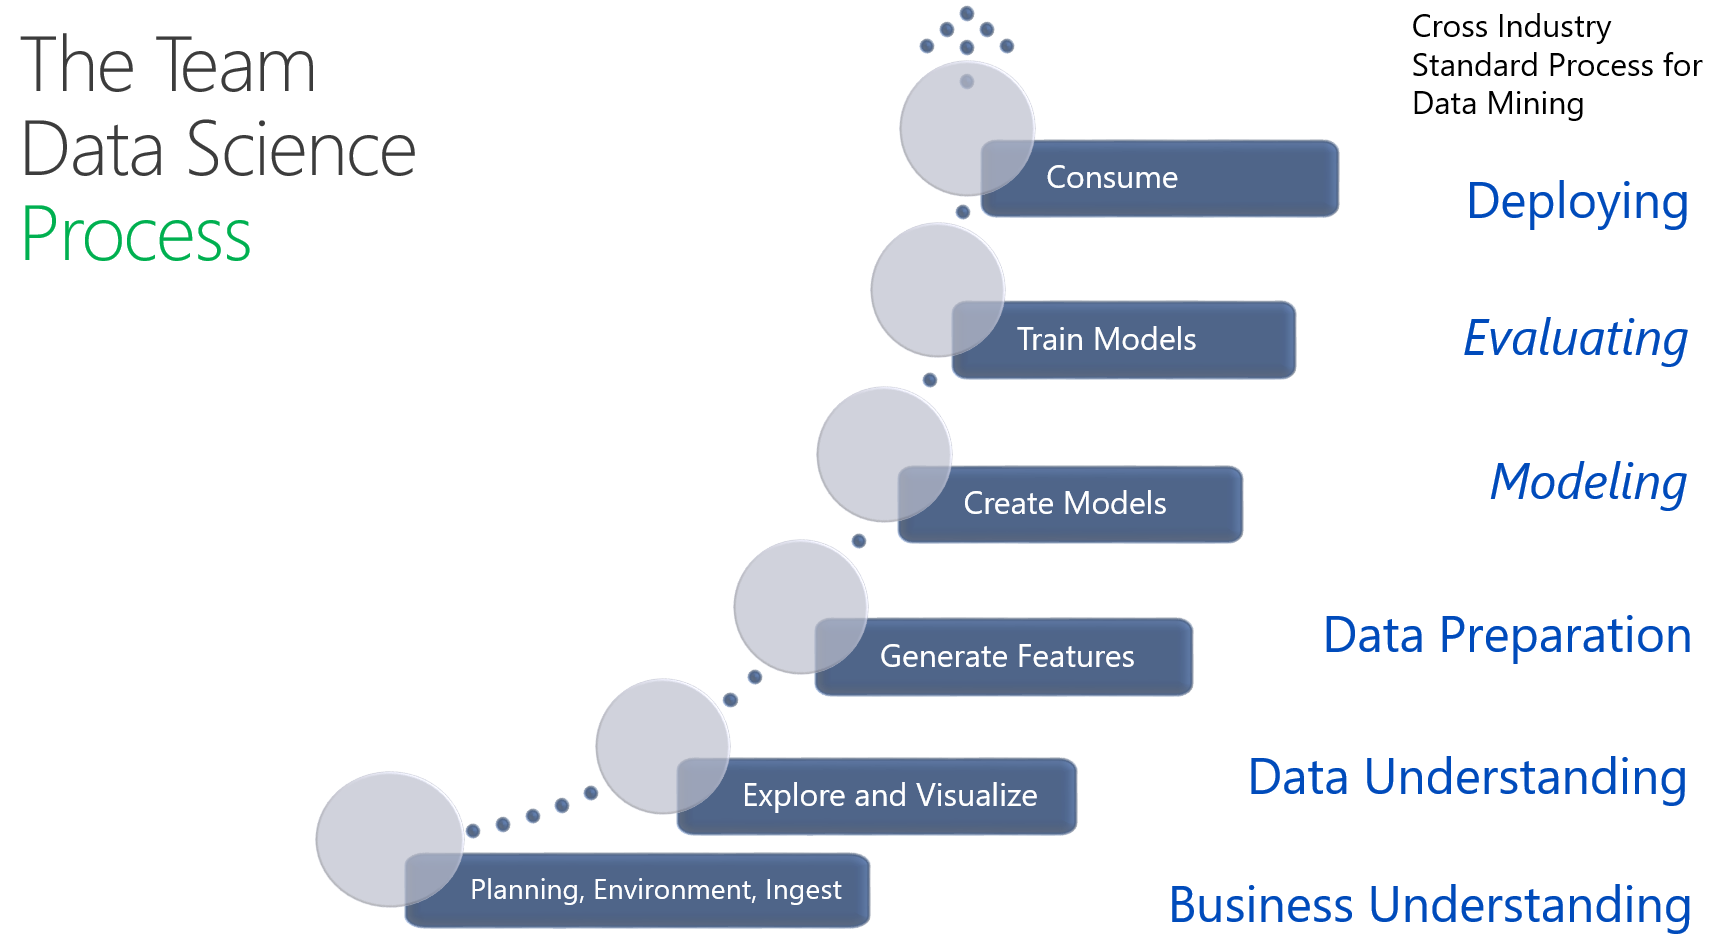 The Team
Data Science
Process
Cross Industry
Standard Process for
Data Mining
Consume
Deploying
Train Models
Evaluating
Create Models
Modeling
Generate Features
Data Preparation
Explore and Visualize
Data Understanding
Planning, Environment, Ingest
Business Understanding